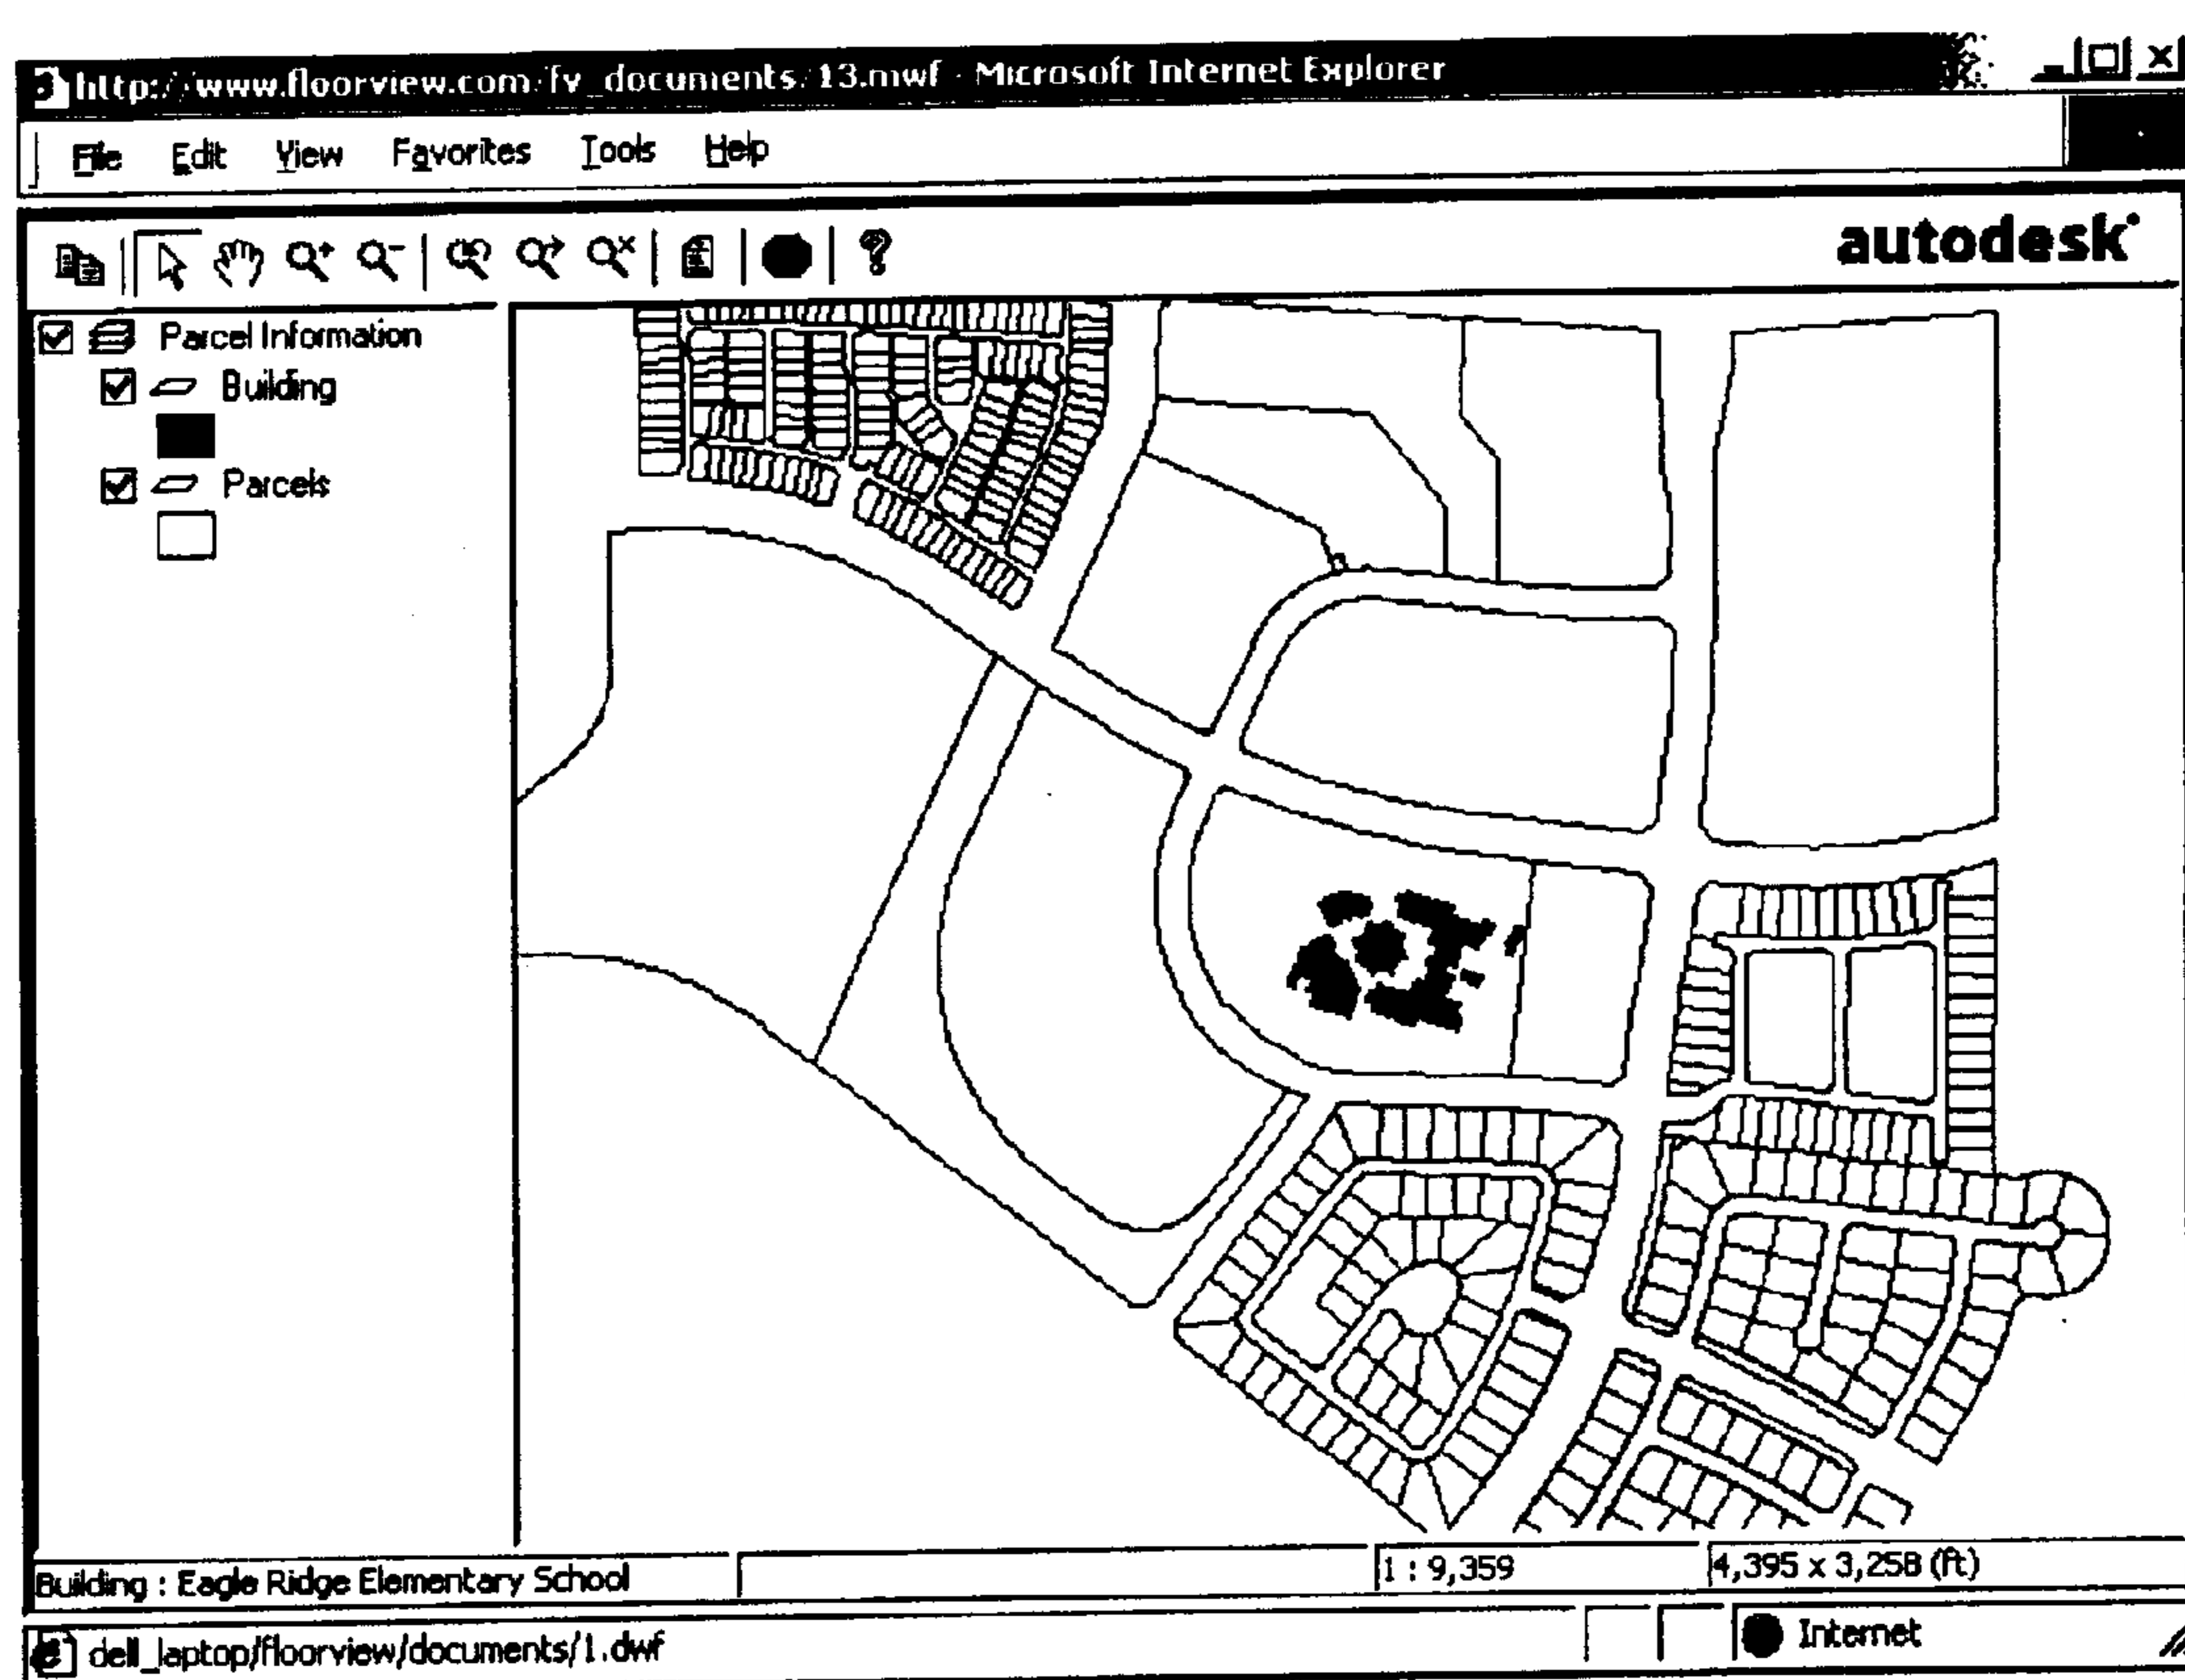 http://www.floorview.com/fv_documents/13.mwf - Microsoft Internet Explorer
File Edit View Favorites Tools Help
autodesk
Parcel Information
Building
Parcels
Building : Eagle Ridge Elementary School
1 : 9,359
4,395 x 3,258 (ft)
dell_laptop/floorview/documents/1.dwf
Internet